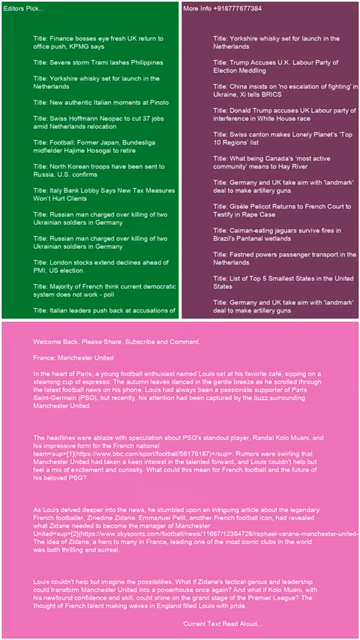 Editors Pick...
Title: Finance bosses eye fresh UK return to
office push, KPMG says
Title: Severe storm Trami lashes Philippines
Title: Yorkshire whisky set for launch in the
Netherlands
Title: New authentic Italian moments at Pinolo
Title: Swiss Hoffmann Neopac to cut 37 jobs
amid Netherlands relocation
Title: Football: Former Japan, Bundesliga
midfielder Hajime Hosogai to retire
Title: North Korean troops have been sent to
Russia, U.S. confirms
Title: Italy Bank Lobby Says New Tax Measures
Won't Hurt Clients
Title: Russian man charged over killing of two
Ukrainian soldiers in Germany
Title: Russian man charged over killing of two
Ukrainian soldiers in Germany
Title: London stocks extend declines ahead of
PMI, US election
Title: Majority of French think current democratic
system does not work - poll
Title: Italian leaders push back at accusations of
More Info +918777677384
Title: Yorkshire whisky set for launch in the
Netherlands
Title: Trump Accuses U.K. Labour Party of
Election Meddling
Title: China insists on 'no escalation of fighting' in
Ukraine, Xi tells BRICS
Title: Donald Trump accuses UK Labour party of
interference in White House race
Title: Swiss canton makes Lonely Planet's 'Top
10 Regions' list
Title: What being Canada's 'most active
community' means to Hay River
Title: Germany and UK take aim with 'landmark'
deal to make artillery guns
Title: Gisèle Pelicot Returns to French Court to
Testify in Rape Case
Title: Caiman-eating jaguars survive fires in
Brazil's Pantanal wetlands
Title: Fastned powers passenger transport in the
Netherlands
Title: List of Top 5 Smallest States in the United
States
Title: Germany and UK take aim with 'landmark'
deal to make artillery guns
Welcome Back, Please Share, Subscribe and Comment.
France: Manchester United
In the heart of Paris, a young football enthusiast named Louis sat at his favorite café, sipping on a
steaming cup of espresso. The autumn leaves danced in the gentle breeze as he scrolled through
the latest football news on his phone. Louis had always been a passionate supporter of Paris
Saint-Germain (PSG), but recently, his attention had been captured by the buzz surrounding
Manchester United.
The headlines were ablaze with speculation about PSG's standout player, Randal Kolo Muani, and
his impressive form for the French national
team<sup>[1](https://www.bbc.com/sport/football/58176187)</sup>. Rumors were swirling that
Manchester United had taken a keen interest in the talented forward, and Louis couldn't help but
feel a mix of excitement and curiosity. What could this mean for French football and the future of
his beloved PSG?
As Louis delved deeper into the news, he stumbled upon an intriguing article about the legendary
French footballer, Zinedine Zidane. Emmanuel Petit, another French football icon, had revealed
what Zidane needed to become the manager of Manchester
United<sup>[2](https://www.skysports.com/football/news/11667/12364726/raphael-varane-manchester-united-
The idea of Zidane, a hero to many in France, leading one of the most iconic clubs in the world
was both thrilling and surreal.
Louis couldn't help but imagine the possibilities. What if Zidane's tactical genius and leadership
could transform Manchester United into a powerhouse once again? And what if Kolo Muani, with
his newfound confidence and skill, could shine on the grand stage of the Premier League? The
thought of French talent making waves in England filled Louis with pride.
Current Text Read Aloud...